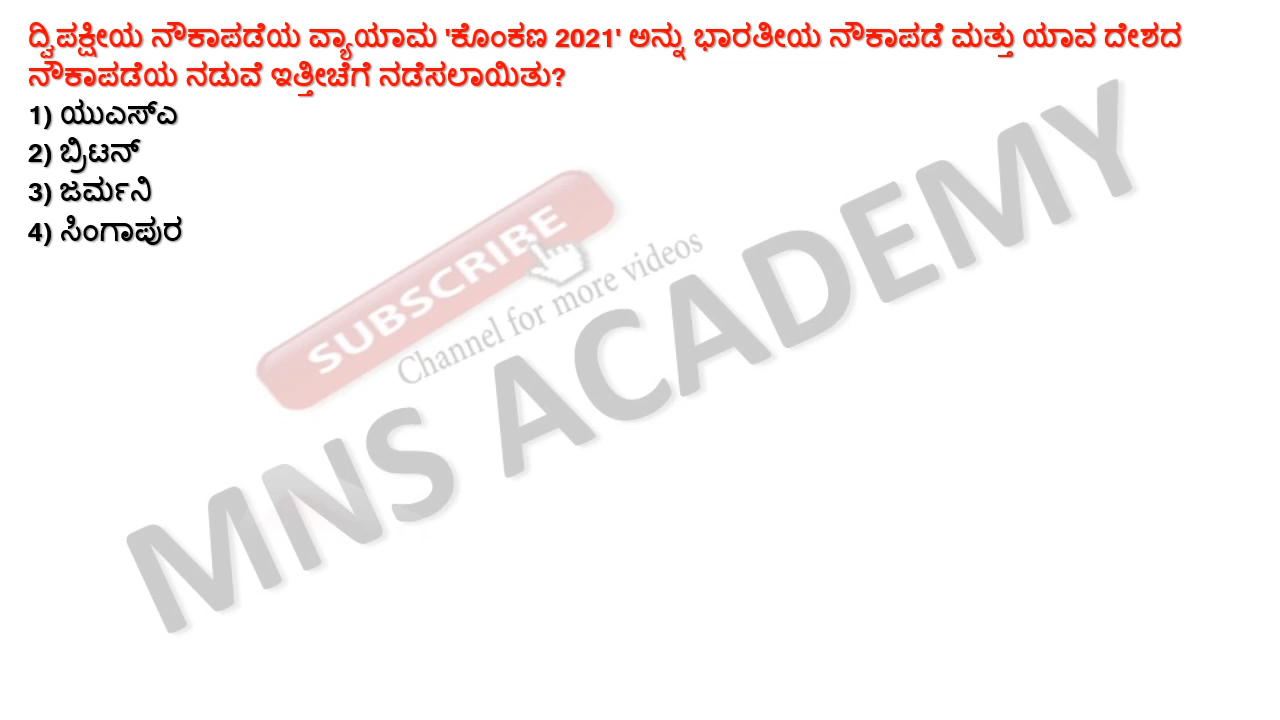 ದ್ವಿಪಕ್ಷೀಯ ನೌಕಾಪಡೆಯ ವ್ಯಾಯಾಮ 'ಕೊಂಕಣ 2021' ಅನ್ನು ಭಾರತೀಯ ನೌಕಾಪಡೆ ಮತ್ತು ಯಾವ ದೇಶದ
ನೌಕಾಪಡೆಯ ನಡುವೆ ಇತ್ತೀಚೆಗೆ ನಡೆಸಲಾಯಿತು?
1) ಯುಎಸ್ಎ
2) ಬ್ರಿಟನ್
3) ಜರ್ಮನಿ
4) ಸಿಂಗಾಪುರ
SUBSCRIBE
Channel for more videos
MNS ACADEMY